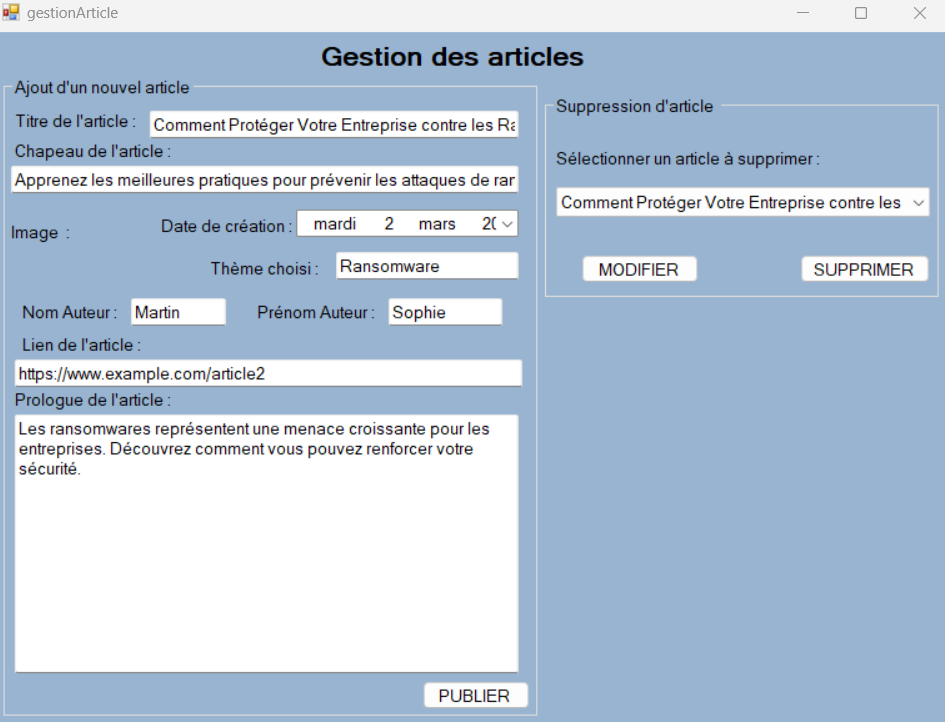 gestionArticle
Gestion des articles
Ajout d'un nouvel article
Titre de l'article : Comment Protéger Votre Entreprise contre les Ra
Chapeau de l'article :
Apprenez les meilleures pratiques pour prévenir les attaques de ran
Image :
Date de création : mardi 2 mars 20
Thème choisi : Ransomware
Nom Auteur : Martin Prénom Auteur : Sophie
Lien de l'article :
https://www.example.com/article2
Prologue de l'article :
Les ransomwares représentent une menace croissante pour les
entreprises. Découvrez comment vous pouvez renforcer votre
sécurité.
PUBLIER
Suppression d'article
Sélectionner un article à supprimer :
Comment Protéger Votre Entreprise contre les
MODIFIER SUPPRIMER